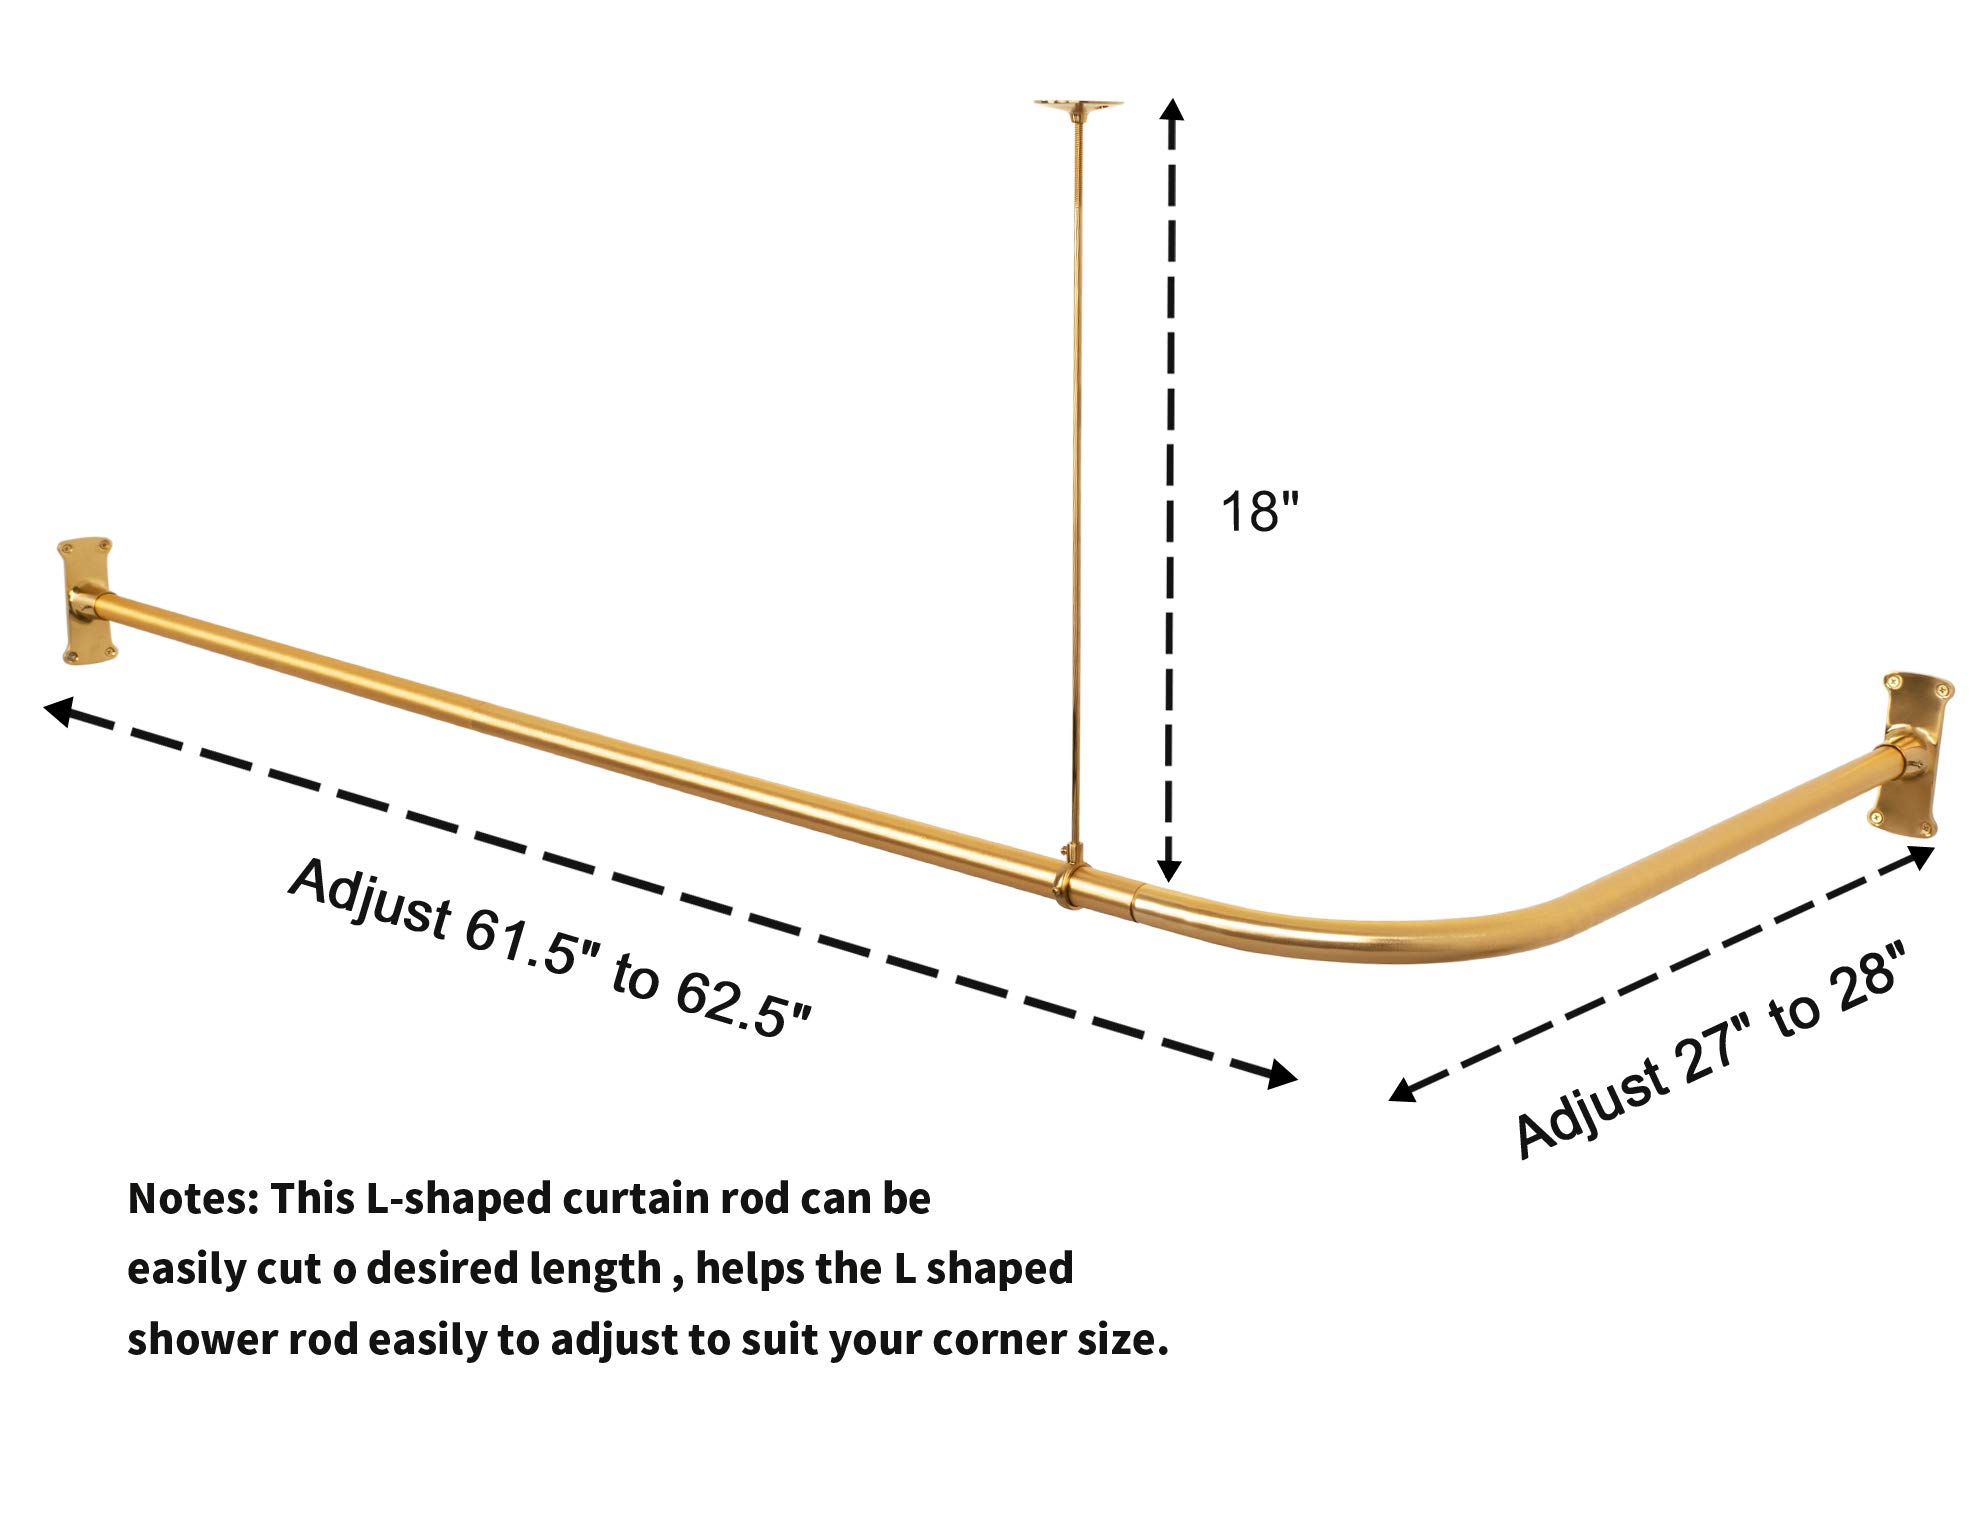 18"
Adjust 61.5" to 62.5"
Adjust 27" to 28"
Notes: This L-shaped curtain rod can be
easily cut o desired length , helps the L shaped
shower rod easily to adjust to suit your corner size.